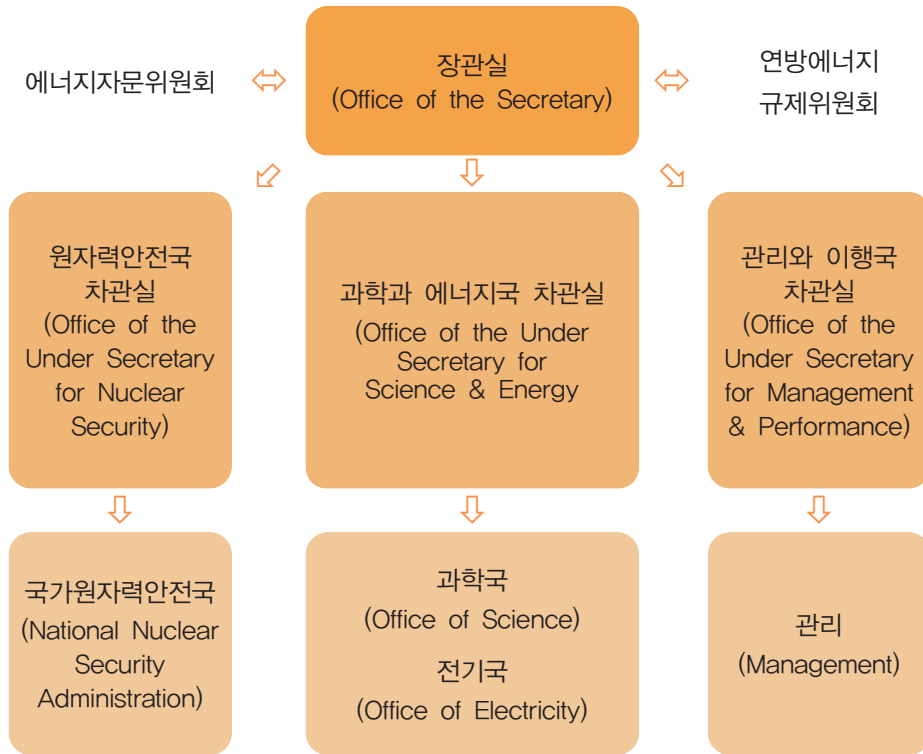 에너지자문위원회
장관실
(Office of the Secretary)
연방에너지
규제위원회
원자력안전국
차관실
(Office of the
Under Secretary
for Nuclear
Security)
과학과 에너지국 차관실
(Office of the Under
Secretary for
Science & Energy
관리와 이행국
차관실
(Office of the
Under Secretary
for Management
& Performance)
국가원자력안전국
(National Nuclear
Security
Administration)
과학국
(Office of Science)
전기국
(Office of Electricity)
관리
(Management)